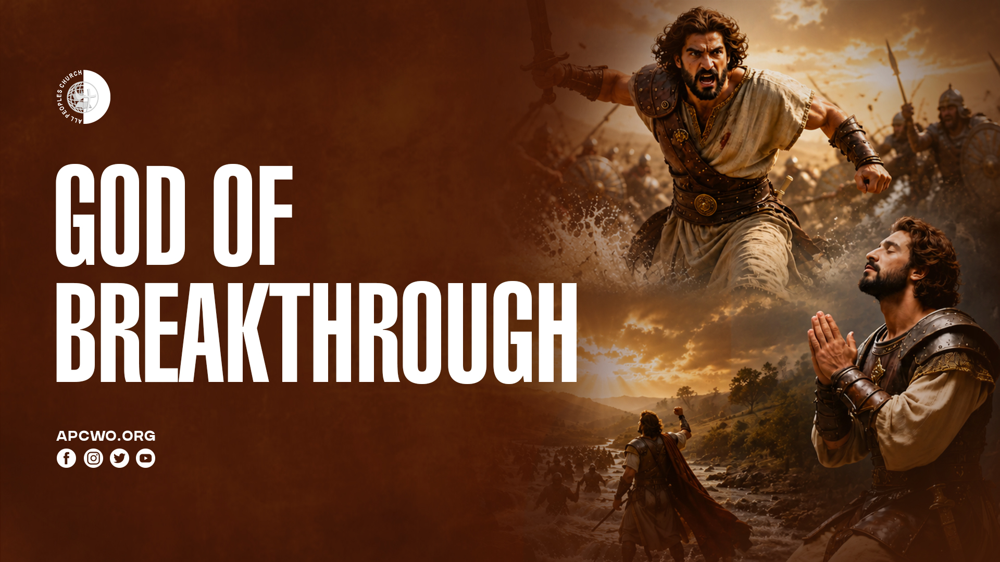 ALL PEOPLES CHURCH
GOD OF
BREAKTHROUGH
APCWO.ORG